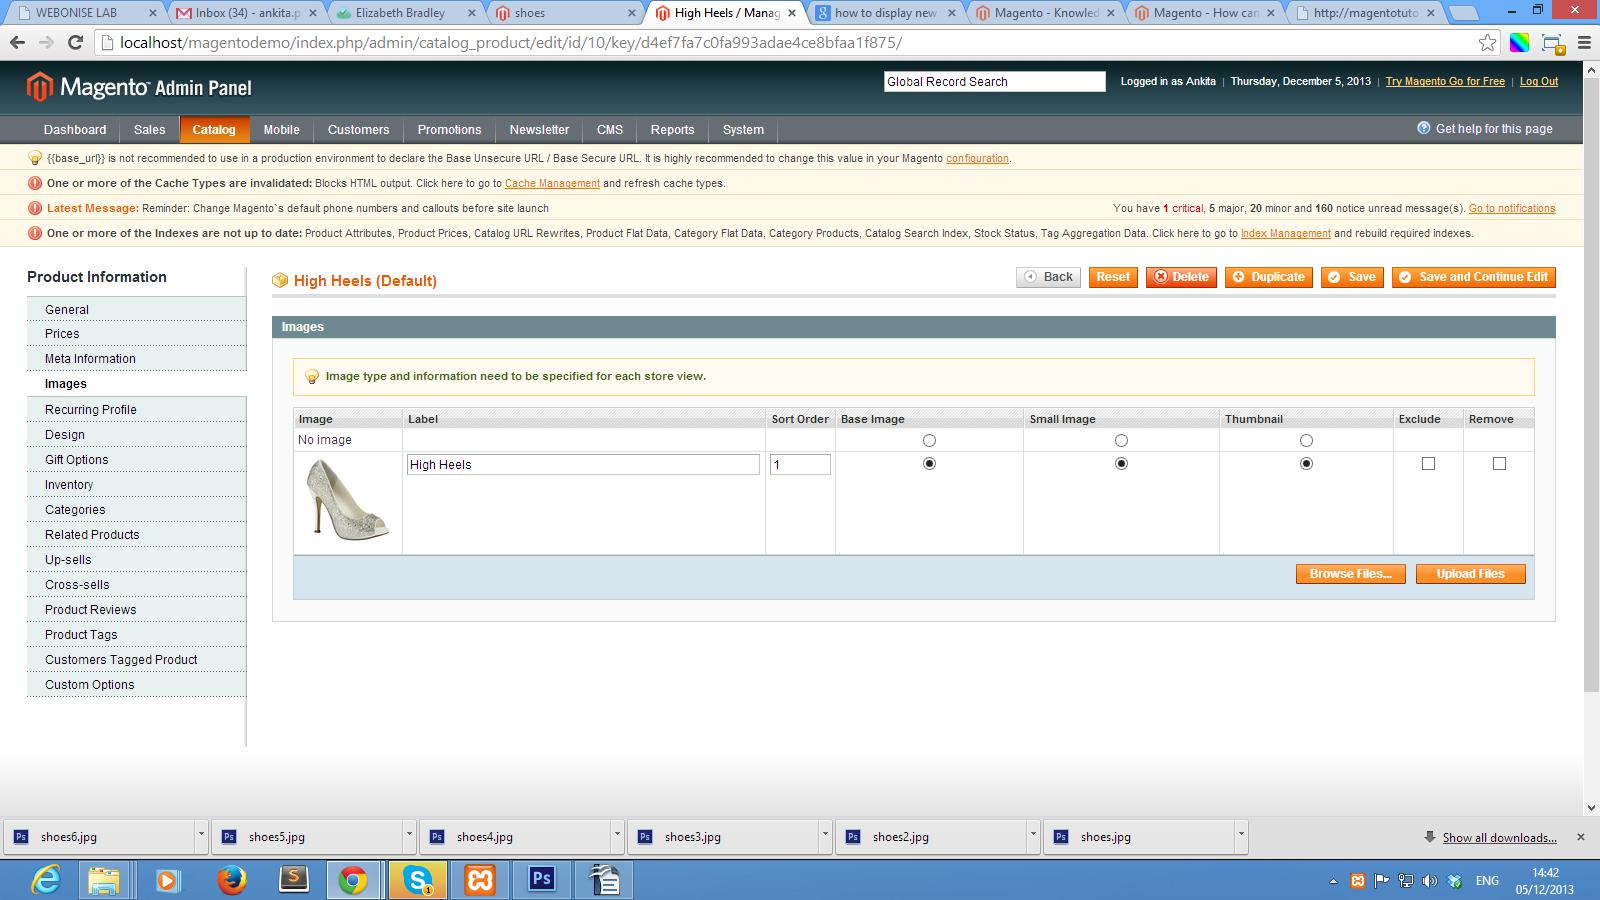 WEBONISE LAB
Inbox (34) - ankita.p
Elizabeth Bradley
shoes
High Heels / Manag
how to display new
Magento - Knowled
Magento - How can
http://magentotuto
localhost/magentodemo/index.php/admin/catalog_product/edit/id/10/key/d4ef7fa7c0fa993adae4ce8bfaa1f875/
Magento™ Admin Panel
Global Record Search
Logged in as Ankita | Thursday, December 5, 2013 | Try Magento Go for Free | Log Out
Dashboard Sales Catalog Mobile Customers Promotions Newsletter CMS Reports System
Get help for this page
{{base_url}} is not recommended to use in a production environment to declare the Base Unsecure URL / Base Secure URL. It is highly recommended to change this value in your Magento configuration.
One or more of the Cache Types are invalidated: Blocks HTML output. Click here to go to Cache Management and refresh cache types.
Latest Message: Reminder: Change Magento`s default phone numbers and callouts before site launch
You have 1 critical, 5 major, 20 minor and 160 notice unread message(s). Go to notifications
One or more of the Indexes are not up to date: Product Attributes, Product Prices, Catalog URL Rewrites, Product Flat Data, Category Flat Data, Category Products, Catalog Search Index, Stock Status, Tag Aggregation Data. Click here to go to Index Management and rebuild required indexes.
Product Information
General
Prices
Meta Information
Images
Recurring Profile
Design
Gift Options
Inventory
Categories
Related Products
Up-sells
Cross-sells
Product Reviews
Product Tags
Customers Tagged Product
Custom Options
High Heels (Default)
Back Reset Delete Duplicate Save Save and Continue Edit
Images
Image type and information need to be specified for each store view.
Image Label Sort Order Base Image Small Image Thumbnail Exclude Remove
No image
High Heels 1
Browse Files... Upload Files
shoes6.jpg
shoes5.jpg
shoes4.jpg
shoes3.jpg
shoes2.jpg
shoes.jpg
Show all downloads...
Ps
ENG
14:42
05/12/2013